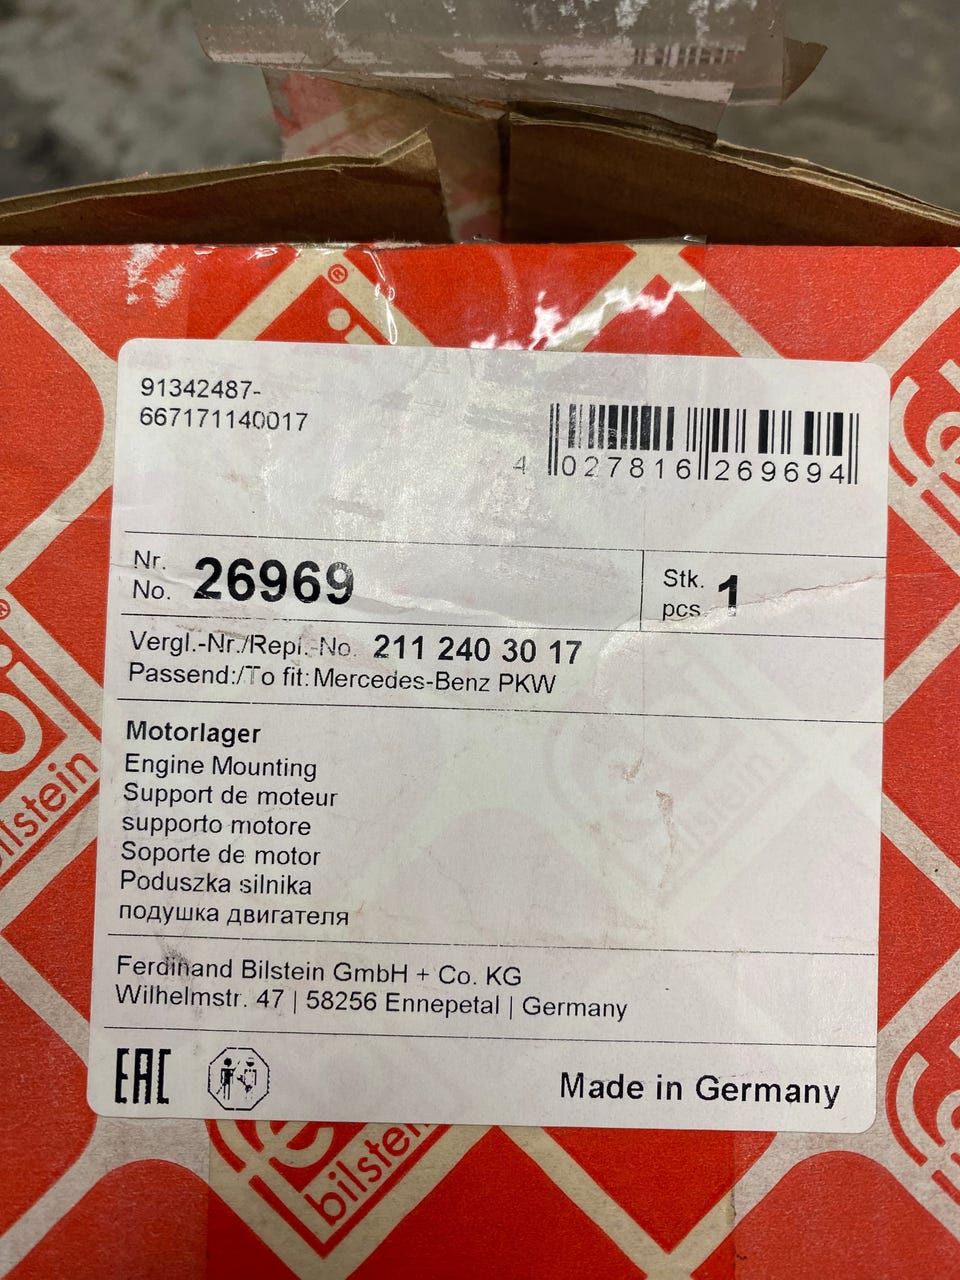 91342487-
667171140017
4 027816 269694
Nr.
No. 26969
Stk.
pcs. 1
Vergl.-Nr./Repl.-No. 211 240 30 17
Passend:/To fit: Mercedes-Benz PKW
Motorlager
Engine Mounting
Support de moteur
supporto motore
Soporte de motor
Poduszka silnika
подушка двигателя
Ferdinand Bilstein GmbH + Co. KG
Wilhelmstr. 47 | 58256 Ennepetal | Germany
EAC
Made in Germany
febi
bilstein